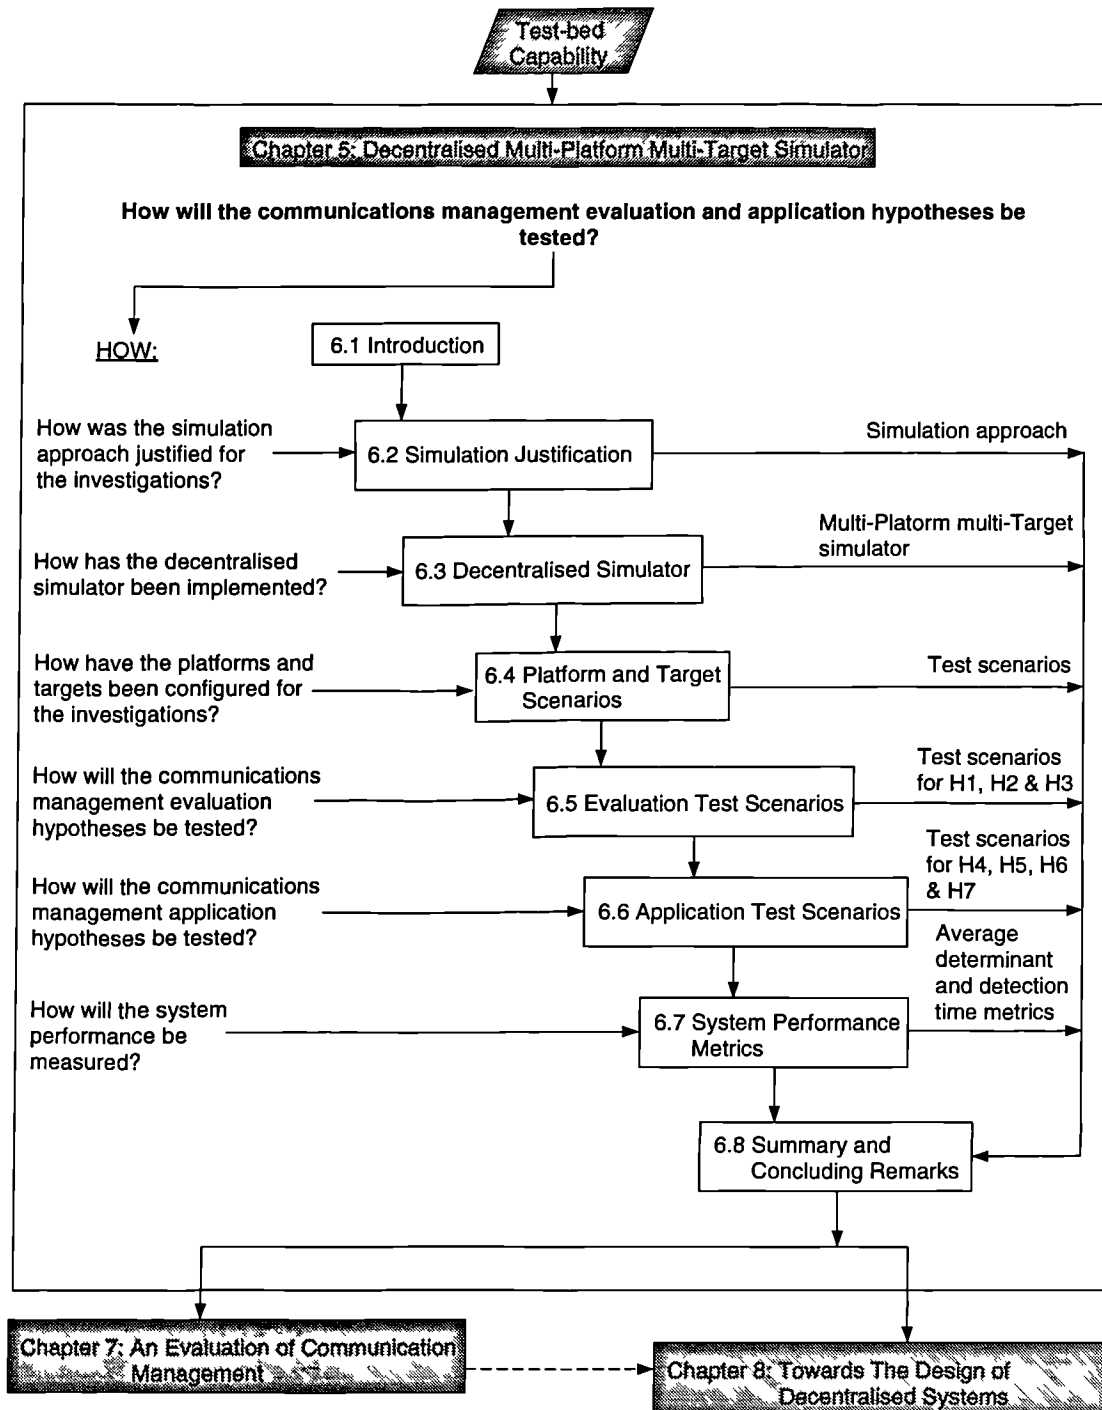 Test-bed
Capability
Chapter 5: Decentralised Multi-Platform Multi-Target Simulator
How will the communications management evaluation and application hypotheses be
tested?
HOW:
6.1 Introduction
How was the simulation
approach justified for
the investigations?
6.2 Simulation Justification
Simulation approach
How has the decentralised
simulator been implemented?
6.3 Decentralised Simulator
Multi-Platorm multi-Target
simulator
How have the platforms and
targets been configured for
the investigations?
6.4 Platform and Target
Scenarios
Test scenarios
How will the communications
management evaluation
hypotheses be tested?
6.5 Evaluation Test Scenarios
Test scenarios
for H1, H2 & H3
How will the communications
management application
hypotheses be tested?
6.6 Application Test Scenarios
Test scenarios
for H4, H5, H6
& H7
How will the system
performance be
measured?
6.7 System Performance
Metrics
Average
determinant
and detection
time metrics
6.8 Summary and
Concluding Remarks
Chapter 7: An Evaluation of Communication
Management
Chapter 8: Towards The Design of
Decentralised Systems